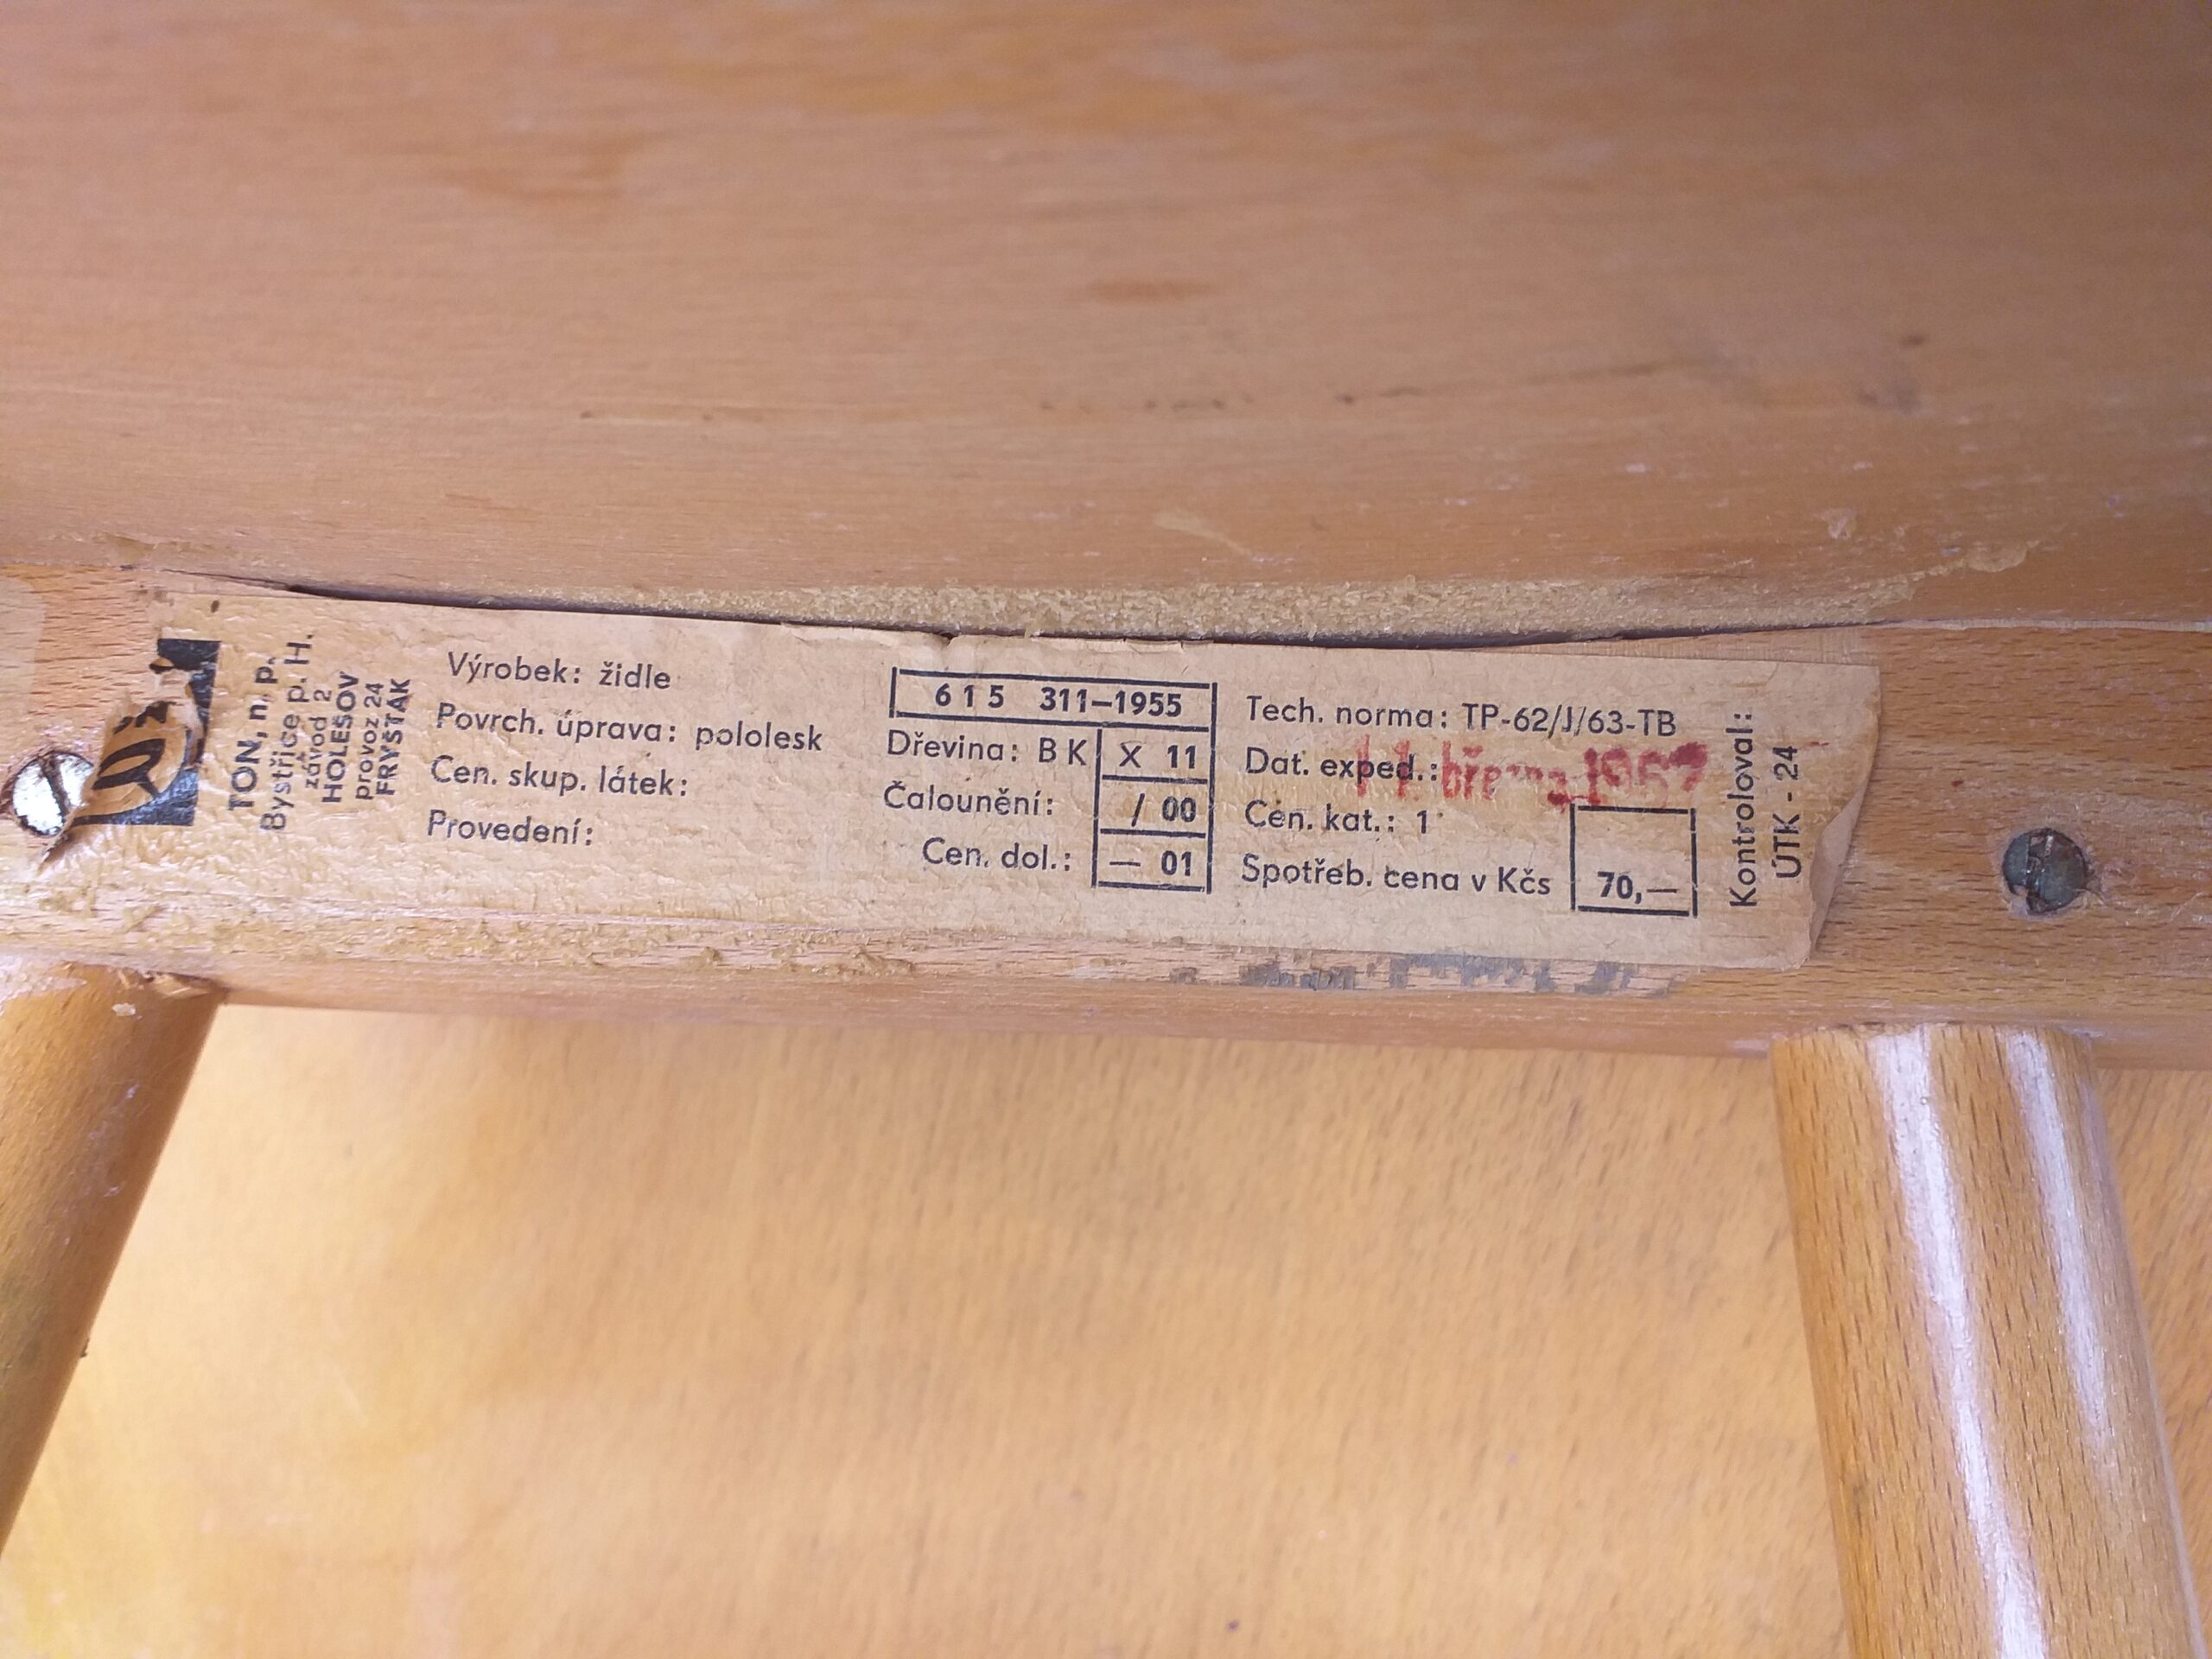 TON, n. p.
Bystřice p. H.
závod 2
HOLEŠOV
provoz 24
FRYŠTÁK
Výrobek: židle
Povrch. úprava: pololesk
Cen. skup. látek:
Provedení:
615 311–1955
Dřevina: BK X 11
Čalounění: / 00
Cen. dol.: — 01
Tech. norma: TP-62/J/63-TB
Dat. exped.: března 1967
Cen. kat.: 1
Spotřeb. cena v Kčs 70,—
Kontroloval:
ÚTK - 24